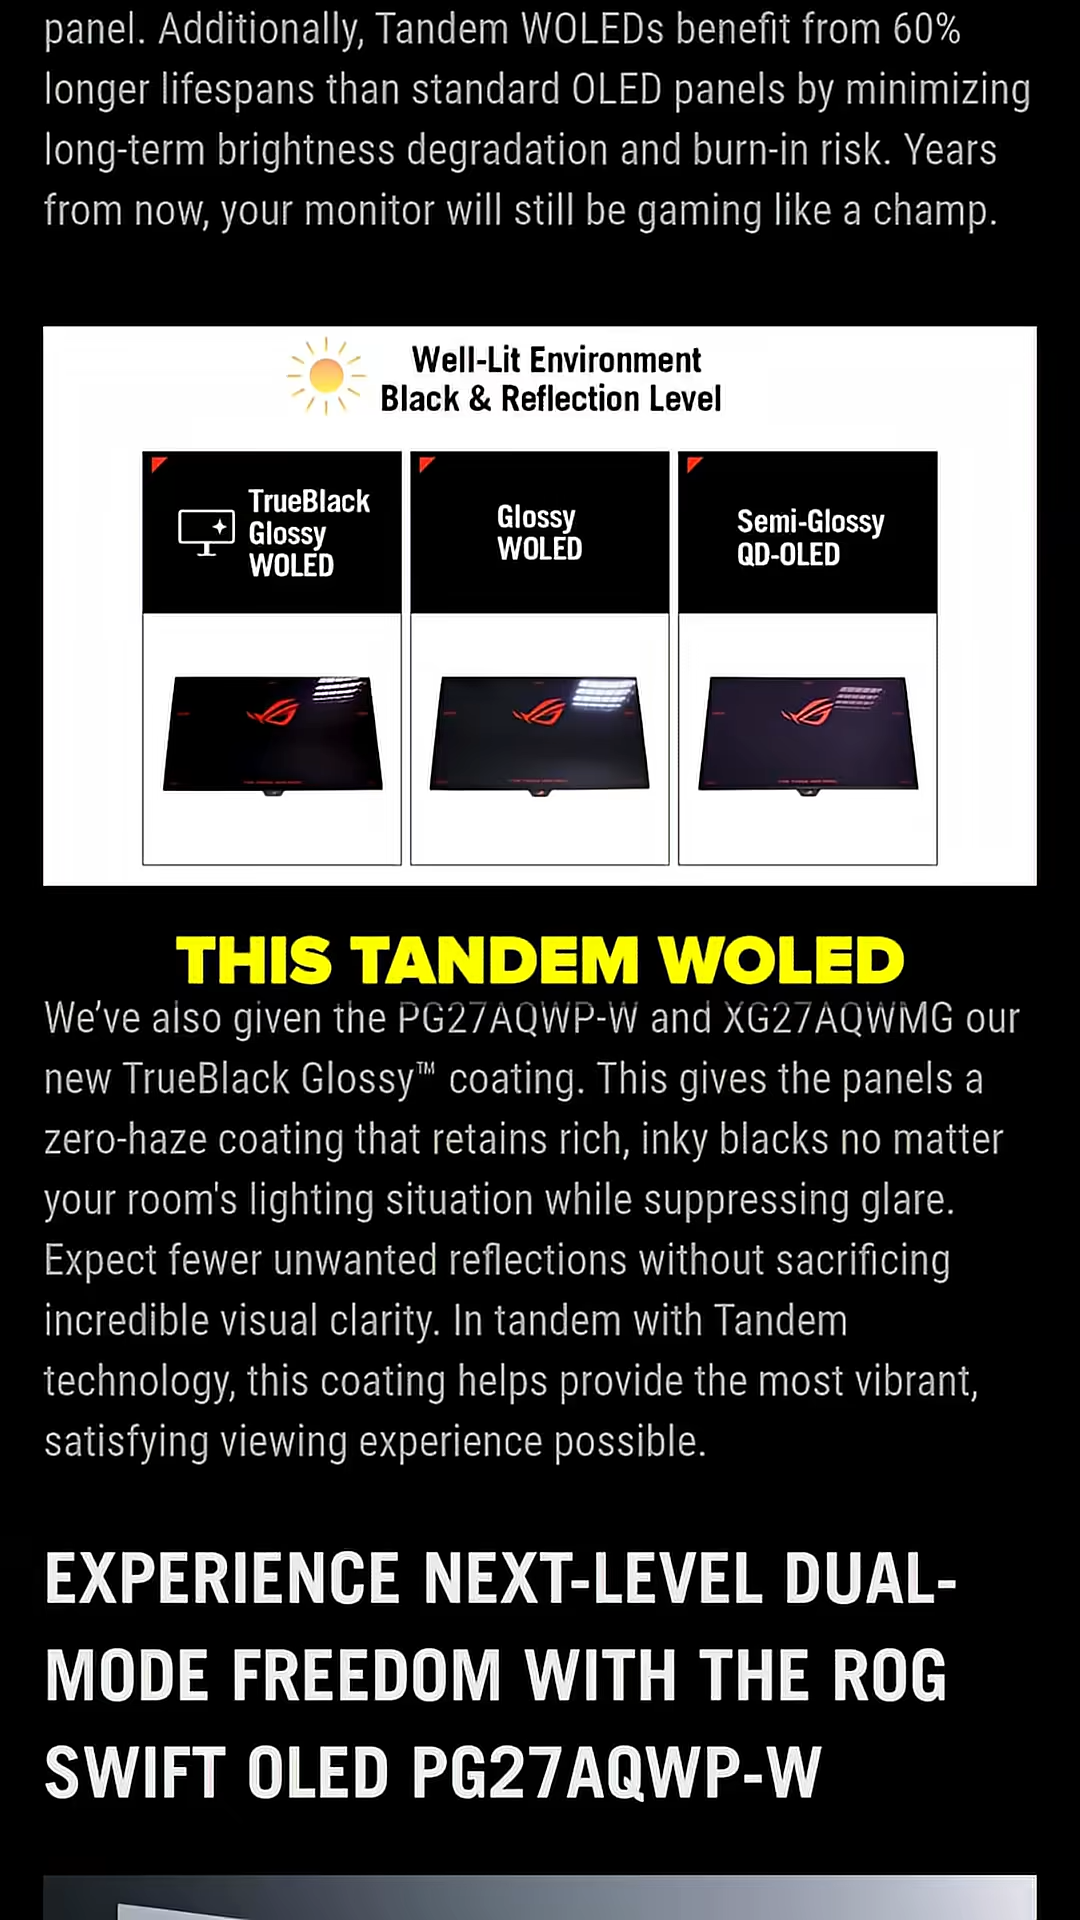 panel. Additionally, Tandem WOLEDs benefit from 60%
longer lifespans than standard OLED panels by minimizing
long-term brightness degradation and burn-in risk. Years
from now, your monitor will still be gaming like a champ.
Well-Lit Environment
Black & Reflection Level
TrueBlack
Glossy
WOLED
Glossy
WOLED
Semi-Glossy
QD-OLED
THIS TANDEM WOLED
We’ve also given the PG27AQWP-W and XG27AQWMG our
new TrueBlack Glossy™ coating. This gives the panels a
zero-haze coating that retains rich, inky blacks no matter
your room's lighting situation while suppressing glare.
Expect fewer unwanted reflections without sacrificing
incredible visual clarity. In tandem with Tandem
technology, this coating helps provide the most vibrant,
satisfying viewing experience possible.
EXPERIENCE NEXT-LEVEL DUAL-
MODE FREEDOM WITH THE ROG
SWIFT OLED PG27AQWP-W